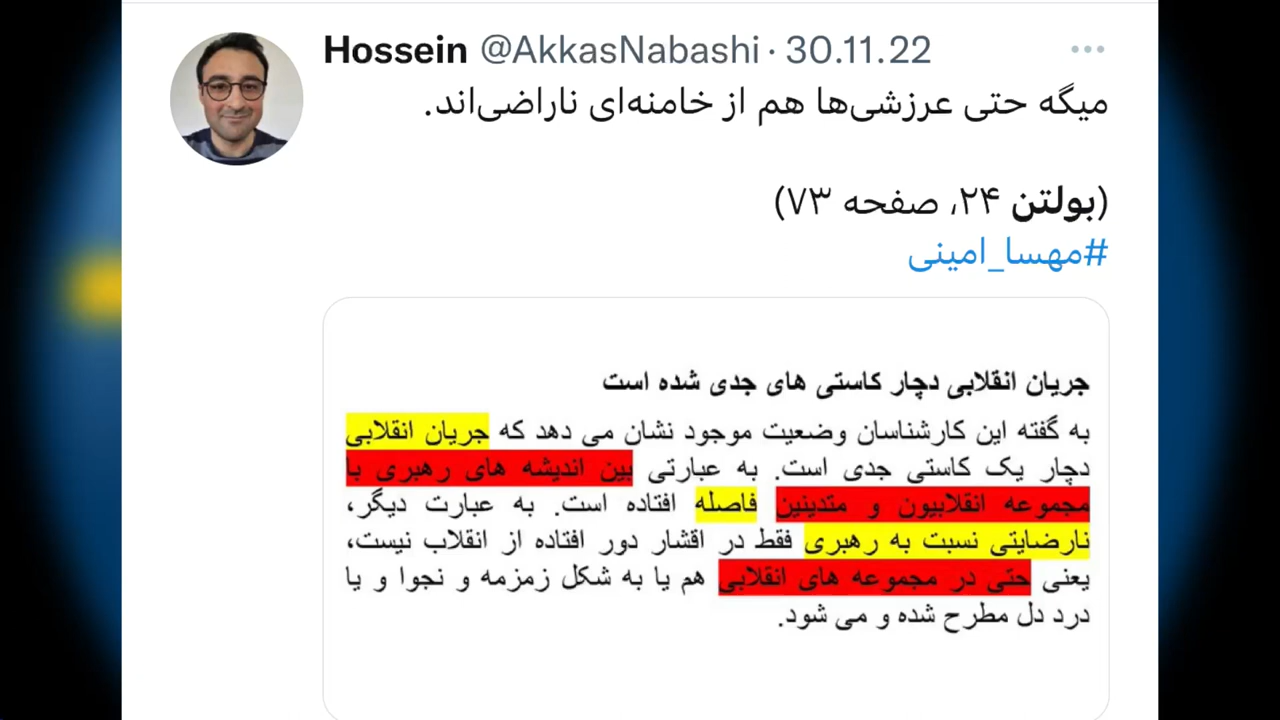 Hossein @AkkasNabashi · 30.11.22
میگه حتی عرزشی‌ها هم از خامنه‌ای ناراضی‌اند.
(بولتن ۲۴، صفحه ۷۳)
#مهسا_امینی
جریان انقلابی دچار کاستی های جدی شده است
به گفته این کارشناسان وضعیت موجود نشان می دهد که جریان انقلابی
دچار یک کاستی جدی است. به عبارتی بین اندیشه های رهبری با
مجموعه انقلابیون و متدینین فاصله افتاده است. به عبارت دیگر،
نارضایتی نسبت به رهبری فقط در اقشار دور افتاده از انقلاب نیست،
یعنی حتی در مجموعه های انقلابی هم یا به شکل زمزمه و نجوا و یا
درد دل مطرح شده و می شود.